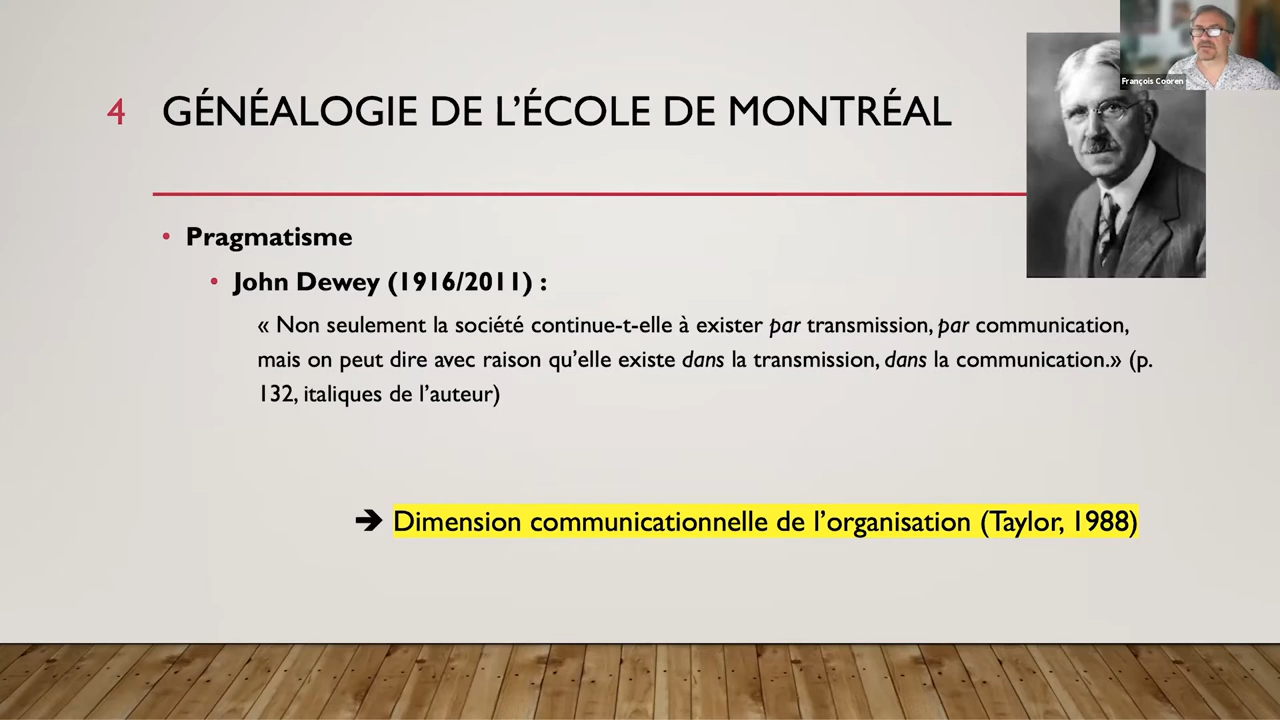 François Cooren
4 GÉNÉALOGIE DE L'ÉCOLE DE MONTRÉAL
• Pragmatisme
• John Dewey (1916/2011) :
« Non seulement la société continue-t-elle à exister par transmission, par communication,
mais on peut dire avec raison qu'elle existe dans la transmission, dans la communication.» (p.
132, italiques de l'auteur)
➔ Dimension communicationnelle de l'organisation (Taylor, 1988)